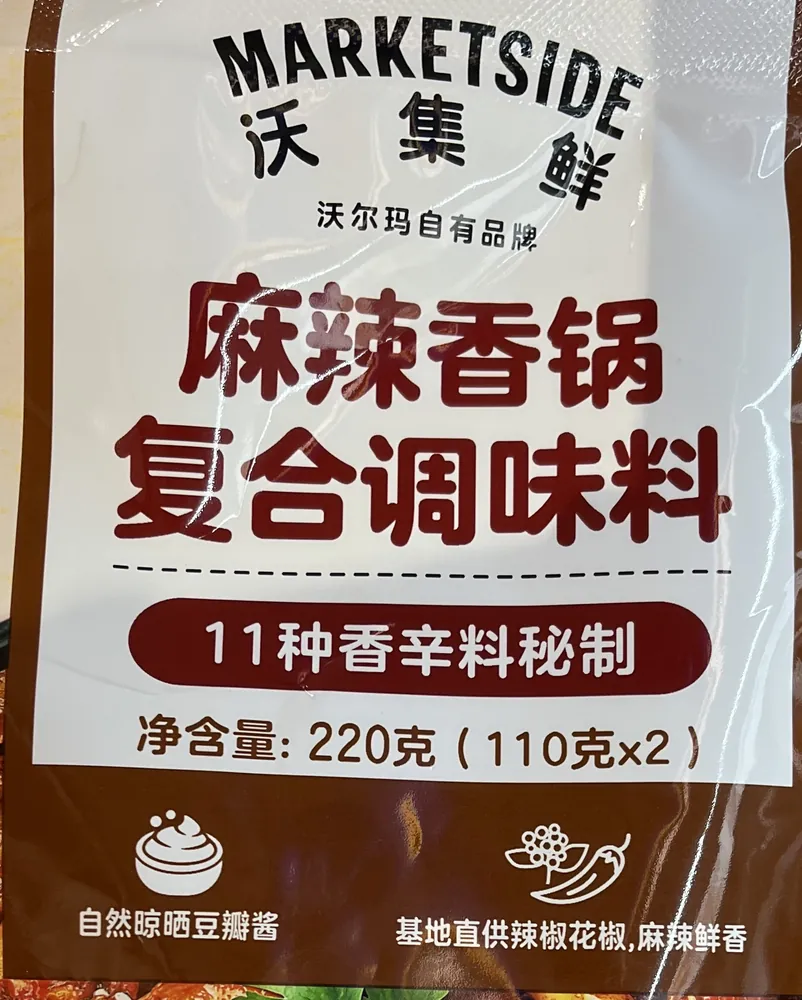 MARKETSIDE
沃集鲜
沃尔玛自有品牌
麻辣香锅
复合调味料
11种香辛料秘制
净含量: 220克 (110克x2)
自然晾晒豆瓣酱
基地直供辣椒花椒,麻辣鲜香